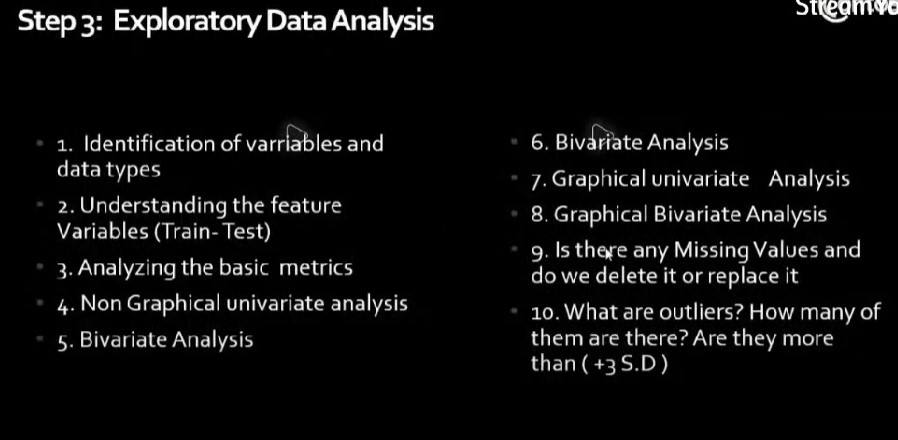 Step 3: Exploratory Data Analysis
1. Identification of varriables and
data types
2. Understanding the feature
Variables (Train- Test)
3. Analyzing the basic metrics
4. Non Graphical univariate analysis
5. Bivariate Analysis
6. Bivariate Analysis
7. Graphical univariate Analysis
8. Graphical Bivariate Analysis
9. Is there any Missing Values and
do we delete it or replace it
10. What are outliers? How many of
them are there? Are they more
than ( +3 S.D )